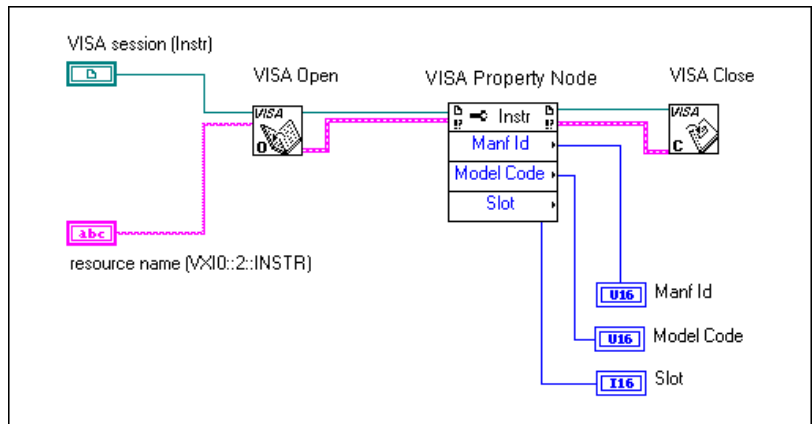 VISA session (Instr)
VISA Open
VISA Property Node
VISA Close
VISA
O
Instr
VISA
C
Manf Id
Model Code
Slot
abc
resource name (VXI0::2::INSTR)
U16 Manf Id
U16 Model Code
I16 Slot